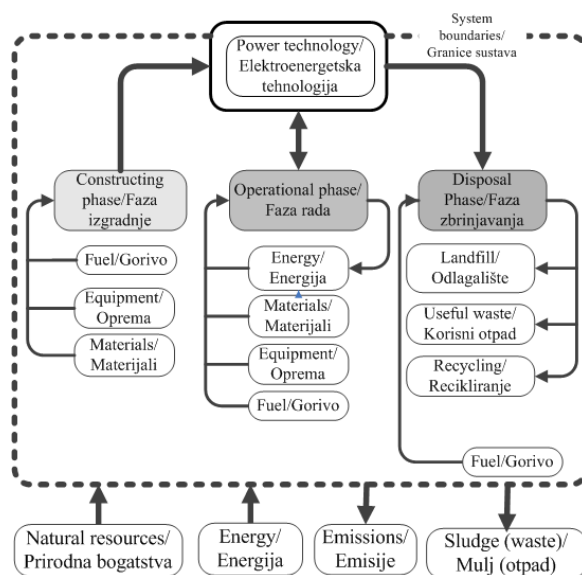 System
boundaries/
Granice sustava
Power technology/
Elektroenergetska
tehnologija
Constructing
phase/Faza
izgradnje
Operational phase/
Faza rada
Disposal
Phase/Faza
zbrinjavanja
Fuel/Gorivo
Equipment/
Oprema
Materials/
Materijali
Energy/
Energija
Materials/
Materijali
Equipment/
Oprema
Fuel/Gorivo
Landfill/
Odlagalište
Useful waste/
Korisni otpad
Recycling/
Recikliranje
Fuel/Gorivo
Natural resources/
Prirodna bogatstva
Energy/
Energija
Emissions/
Emisije
Sludge (waste)/
Mulj (otpad)